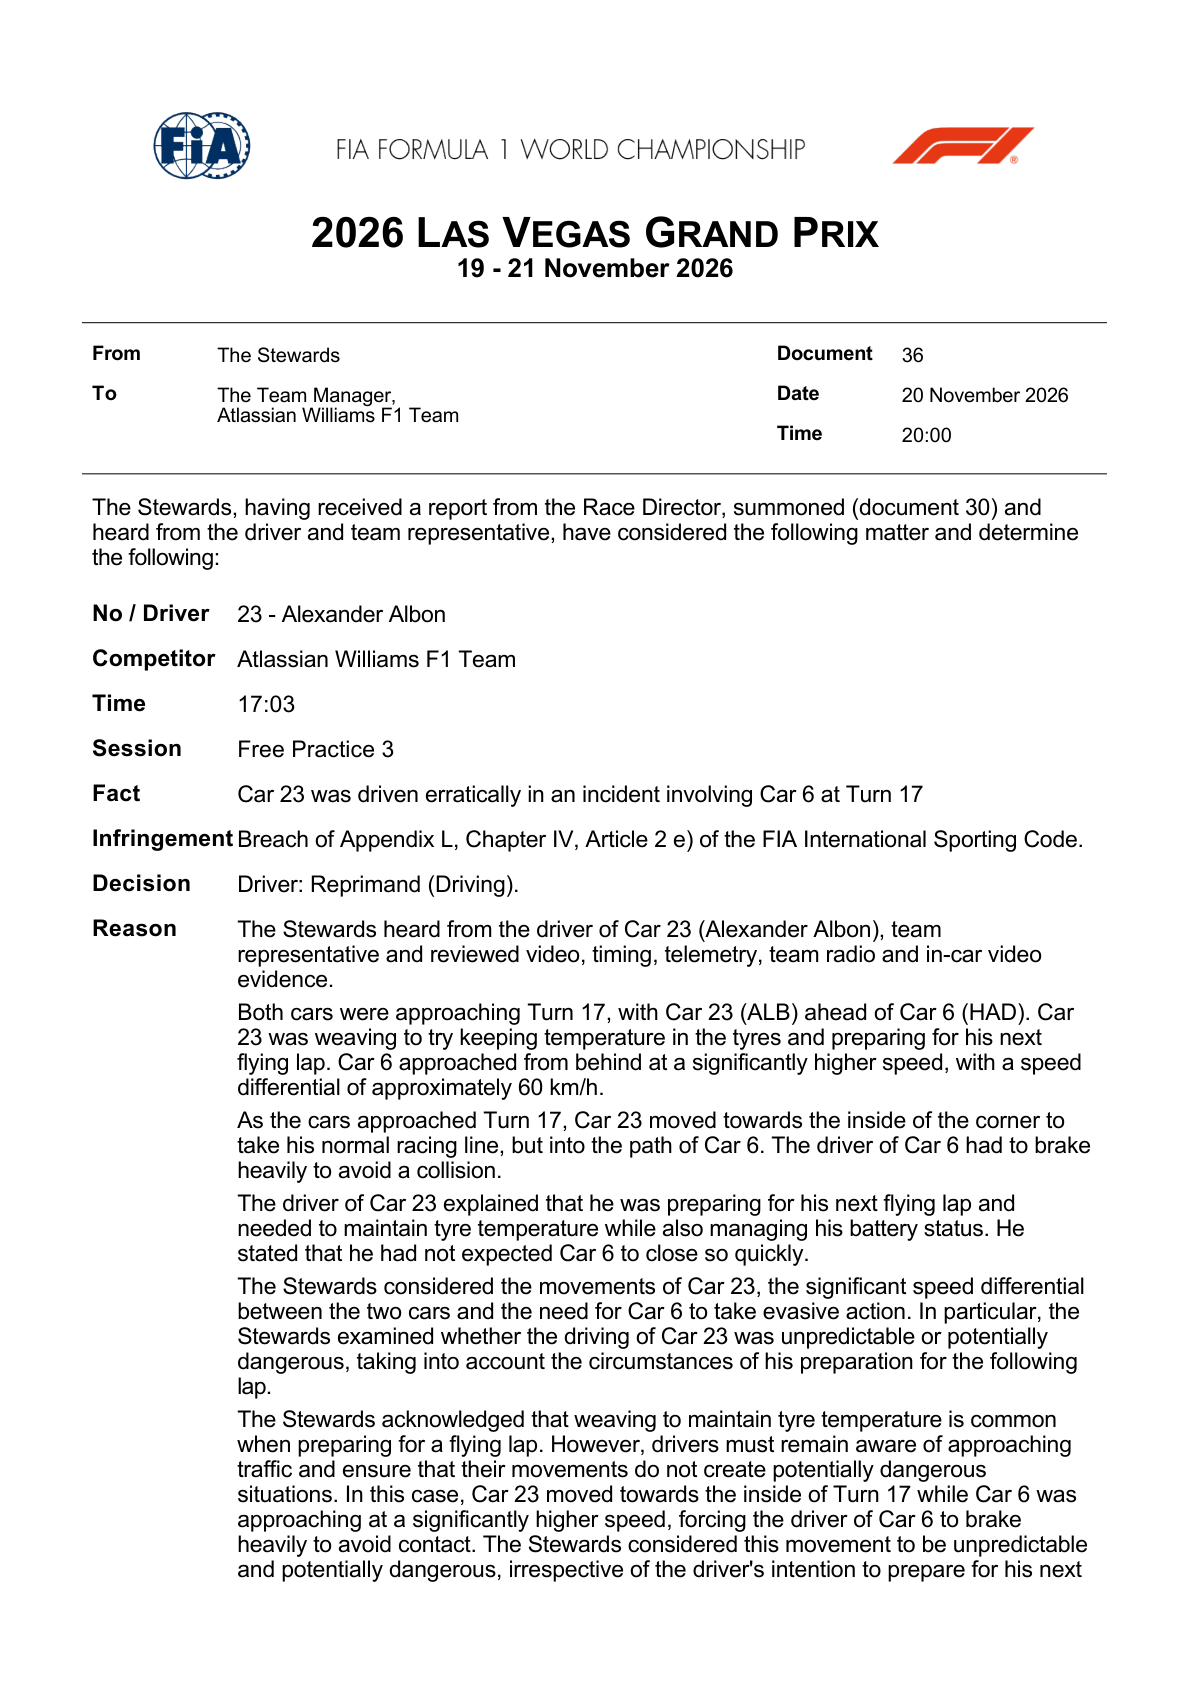 FiA
FIA FORMULA 1 WORLD CHAMPIONSHIP
F1®
2026 LAS VEGAS GRAND PRIX
19 - 21 November 2026
From The Stewards Document 36
To The Team Manager,
Atlassian Williams F1 Team
Date 20 November 2026
Time 20:00
The Stewards, having received a report from the Race Director, summoned (document 30) and
heard from the driver and team representative, have considered the following matter and determine
the following:
No / Driver 23 - Alexander Albon
Competitor Atlassian Williams F1 Team
Time 17:03
Session Free Practice 3
Fact Car 23 was driven erratically in an incident involving Car 6 at Turn 17
Infringement Breach of Appendix L, Chapter IV, Article 2 e) of the FIA International Sporting Code.
Decision Driver: Reprimand (Driving).
Reason The Stewards heard from the driver of Car 23 (Alexander Albon), team
representative and reviewed video, timing, telemetry, team radio and in-car video
evidence.
Both cars were approaching Turn 17, with Car 23 (ALB) ahead of Car 6 (HAD). Car
23 was weaving to try keeping temperature in the tyres and preparing for his next
flying lap. Car 6 approached from behind at a significantly higher speed, with a speed
differential of approximately 60 km/h.
As the cars approached Turn 17, Car 23 moved towards the inside of the corner to
take his normal racing line, but into the path of Car 6. The driver of Car 6 had to brake
heavily to avoid a collision.
The driver of Car 23 explained that he was preparing for his next flying lap and
needed to maintain tyre temperature while also managing his battery status. He
stated that he had not expected Car 6 to close so quickly.
The Stewards considered the movements of Car 23, the significant speed differential
between the two cars and the need for Car 6 to take evasive action. In particular, the
Stewards examined whether the driving of Car 23 was unpredictable or potentially
dangerous, taking into account the circumstances of his preparation for the following
lap.
The Stewards acknowledged that weaving to maintain tyre temperature is common
when preparing for a flying lap. However, drivers must remain aware of approaching
traffic and ensure that their movements do not create potentially dangerous
situations. In this case, Car 23 moved towards the inside of Turn 17 while Car 6 was
approaching at a significantly higher speed, forcing the driver of Car 6 to brake
heavily to avoid contact. The Stewards considered this movement to be unpredictable
and potentially dangerous, irrespective of the driver's intention to prepare for his next